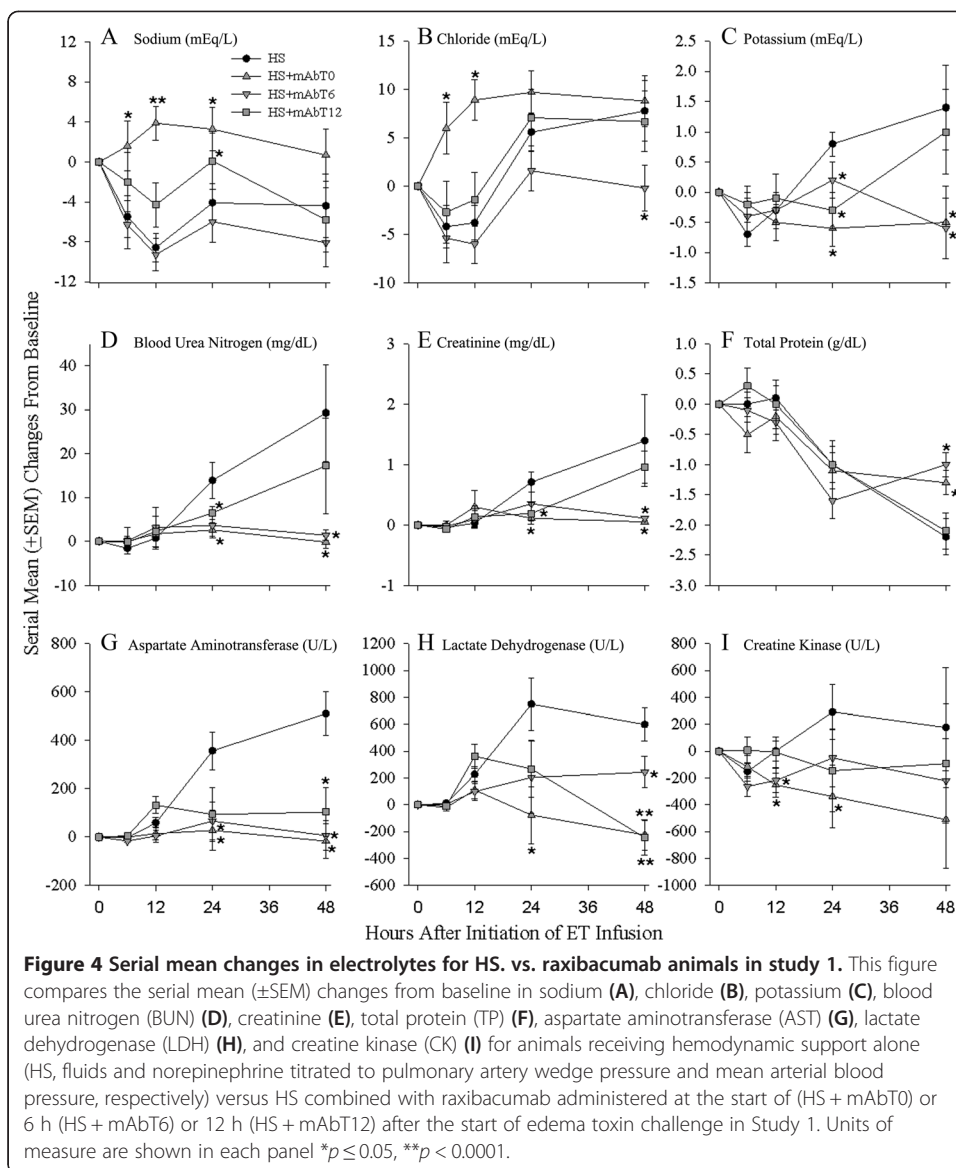 A Sodium (mEq/L)
B Chloride (mEq/L)
C Potassium (mEq/L)
HS
HS+mAbT0
HS+mAbT6
HS+mAbT12
12
8
4
0
-4
-8
-12
* ** * *
15
10
5
0
-5
-10
* * *
2.5
2.0
1.5
1.0
0.5
0.0
-0.5
-1.0
-1.5
* * * * *
D Blood Urea Nitrogen (mg/dL)
E Creatinine (mg/dL)
F Total Protein (g/dL)
40
30
20
10
0
-10
* * * *
3
2
1
0
-1
* * * *
1.0
0.5
0.0
-0.5
-1.0
-1.5
-2.0
-2.5
-3.0
* *
G Aspartate Aminotransferase (U/L)
H Lactate Dehydrogenase (U/L)
I Creatine Kinase (U/L)
800
600
400
200
0
-200
* * * * *
1200
1000
800
600
400
200
0
-200
-400
-600
* * ** **
800
600
400
200
0
-200
-400
-600
-800
-1000
* * *
0 12 24 36 48
0 12 24 36 48
0 12 24 36 48
Serial Mean (±SEM) Changes From Baseline
Hours After Initiation of ET Infusion
Figure 4 Serial mean changes in electrolytes for HS. vs. raxibacumab animals in study 1. This figure
compares the serial mean (±SEM) changes from baseline in sodium (A), chloride (B), potassium (C), blood
urea nitrogen (BUN) (D), creatinine (E), total protein (TP) (F), aspartate aminotransferase (AST) (G), lactate
dehydrogenase (LDH) (H), and creatine kinase (CK) (I) for animals receiving hemodynamic support alone
(HS, fluids and norepinephrine titrated to pulmonary artery wedge pressure and mean arterial blood
pressure, respectively) versus HS combined with raxibacumab administered at the start of (HS + mAbT0) or
6 h (HS + mAbT6) or 12 h (HS + mAbT12) after the start of edema toxin challenge in Study 1. Units of
measure are shown in each panel *p ≤ 0.05, **p < 0.0001.